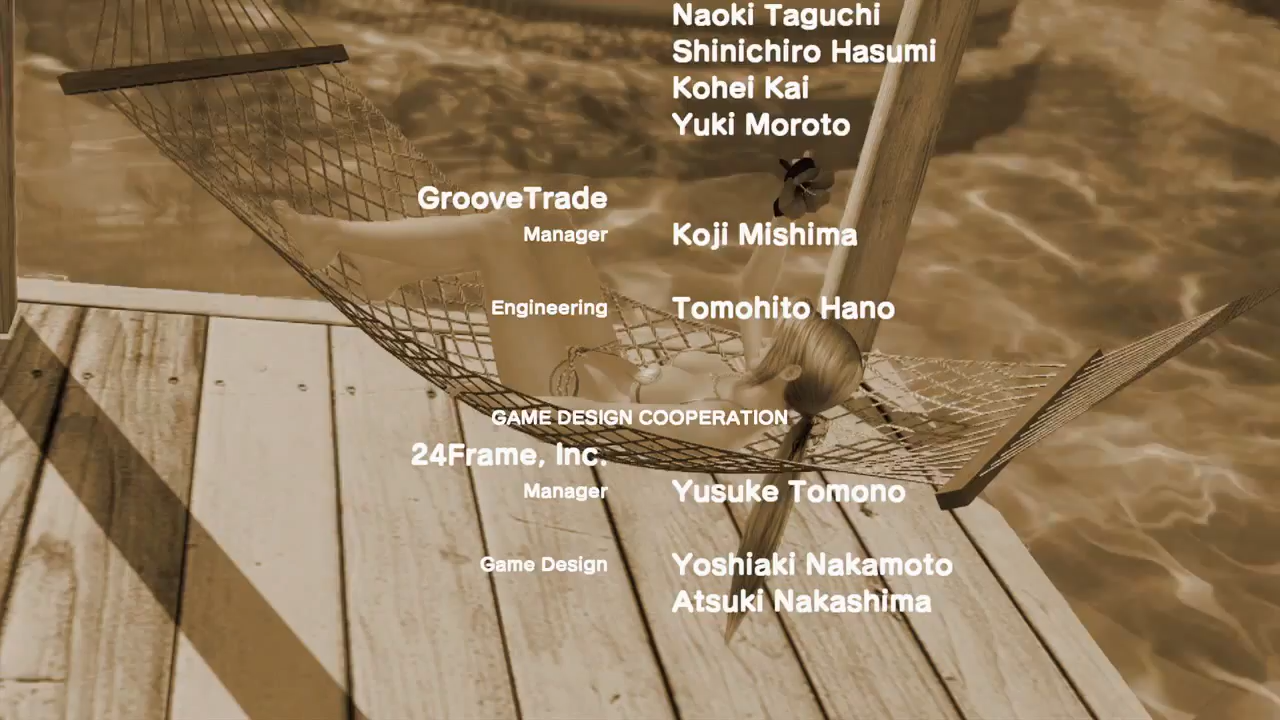 Naoki Taguchi
Shinichiro Hasumi
Kohei Kai
Yuki Moroto
GrooveTrade
Manager Koji Mishima
Engineering Tomohito Hano
GAME DESIGN COOPERATION
24Frame, Inc.
Manager Yusuke Tomono
Game Design Yoshiaki Nakamoto
Atsuki Nakashima